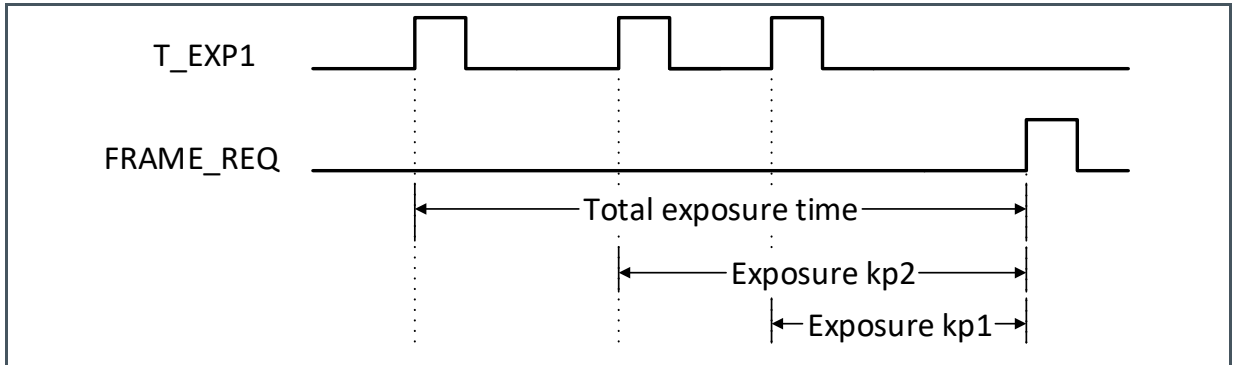 T_EXP1
FRAME_REQ
Total exposure time
Exposure kp2
Exposure kp1